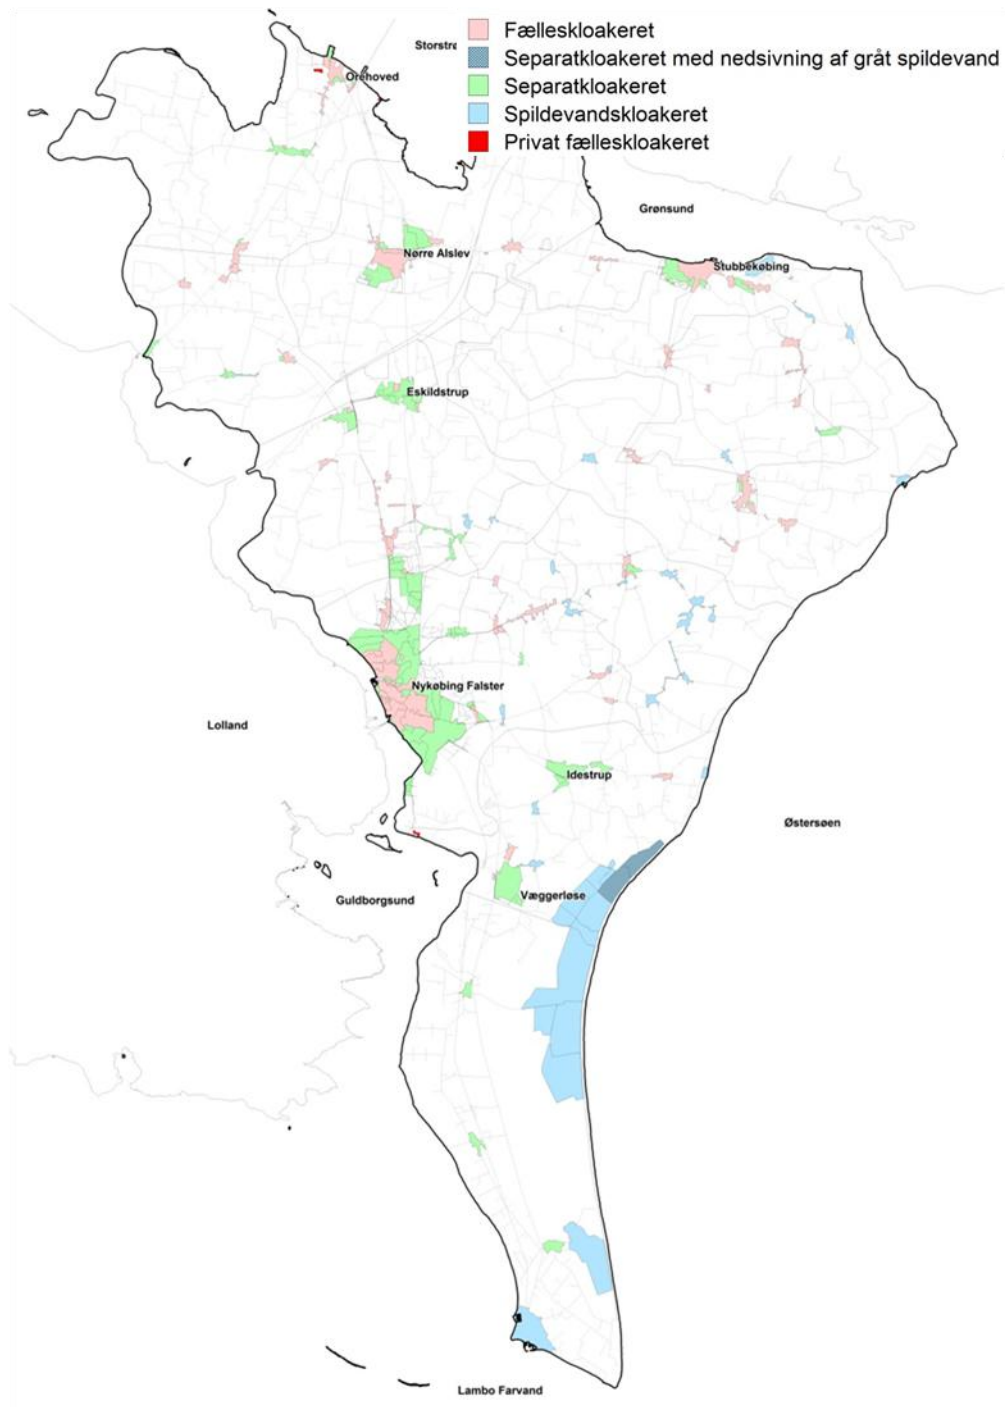 Fælleskloakeret
Separatkloakeret med nedsivning af gråt spildevand
Separatkloakeret
Spildevandskloakeret
Privat fælleskloakeret
Storstrø
Orehoved
Grønsund
Nørre Alslev
Stubbekøbing
Eskildstrup
Nykøbing Falster
Lolland
Idestrup
Østersøen
Guldborgsund
Væggerløse
Lambo Farvand